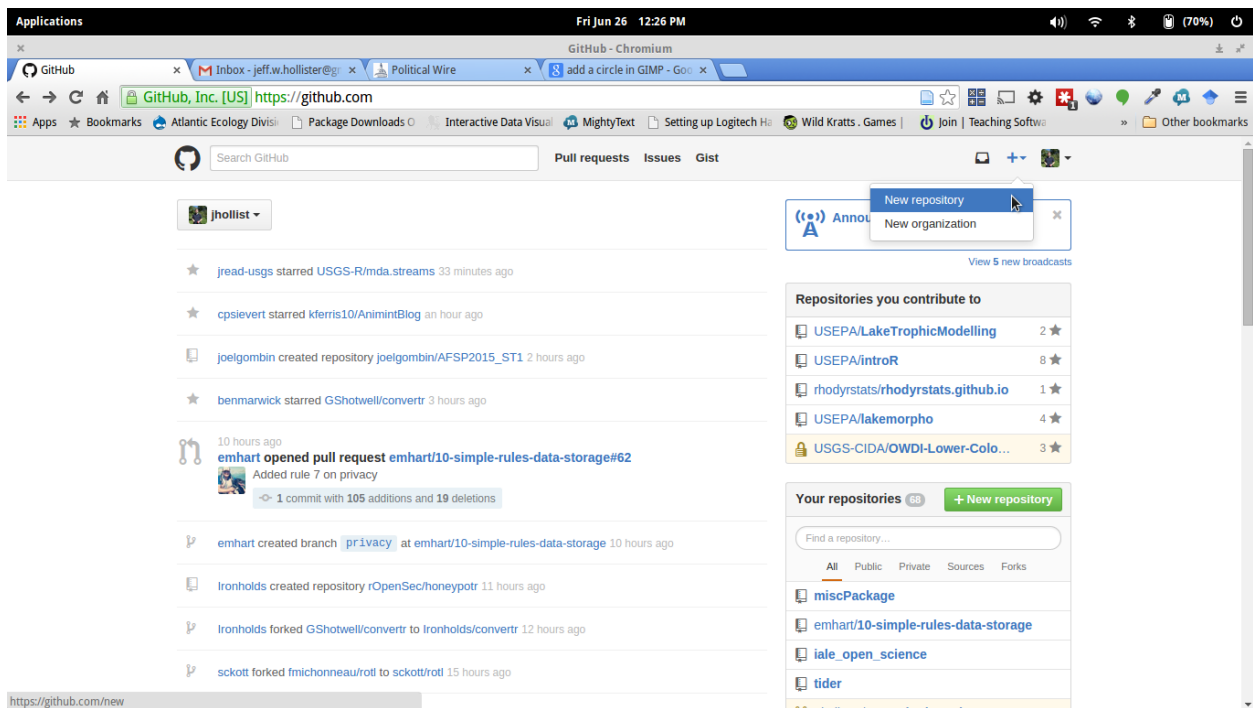 Applications
Fri Jun 26 12:26 PM
(70%)
GitHub - Chromium
GitHub
Inbox - jeff.w.hollister@g
Political Wire
add a circle in GIMP - Goo
GitHub, Inc. [US] https://github.com
Apps
Bookmarks
Atlantic Ecology Divisi
Package Downloads O
Interactive Data Visual
MightyText
Setting up Logitech Ha
Wild Kratts . Games |
Join | Teaching Softwa
»
Other bookmarks
Search GitHub
Pull requests Issues Gist
New repository
New organization
jhollist
Annou
View 5 new broadcasts
jread-usgs starred USGS-R/mda.streams 33 minutes ago
cpsievert starred kferris10/AnimintBlog an hour ago
joelgombin created repository joelgombin/AFSP2015_ST1 2 hours ago
benmarwick starred GShotwell/convertr 3 hours ago
10 hours ago
emhart opened pull request emhart/10-simple-rules-data-storage#62
Added rule 7 on privacy
1 commit with 105 additions and 19 deletions
emhart created branch privacy at emhart/10-simple-rules-data-storage 10 hours ago
Ironholds created repository rOpenSec/honeypotr 11 hours ago
Ironholds forked GShotwell/convertr to Ironholds/convertr 12 hours ago
sckott forked fmichonneau/rotl to sckott/rotl 15 hours ago
Repositories you contribute to
USEPA/LakeTrophicModelling 2
USEPA/introR 8
rhodyrstats/rhodyrstats.github.io 1
USEPA/lakemorpho 4
USGS-CIDA/OWDI-Lower-Colo... 3
Your repositories 68
+ New repository
Find a repository...
All Public Private Sources Forks
miscPackage
emhart/10-simple-rules-data-storage
iale_open_science
tider
https://github.com/new